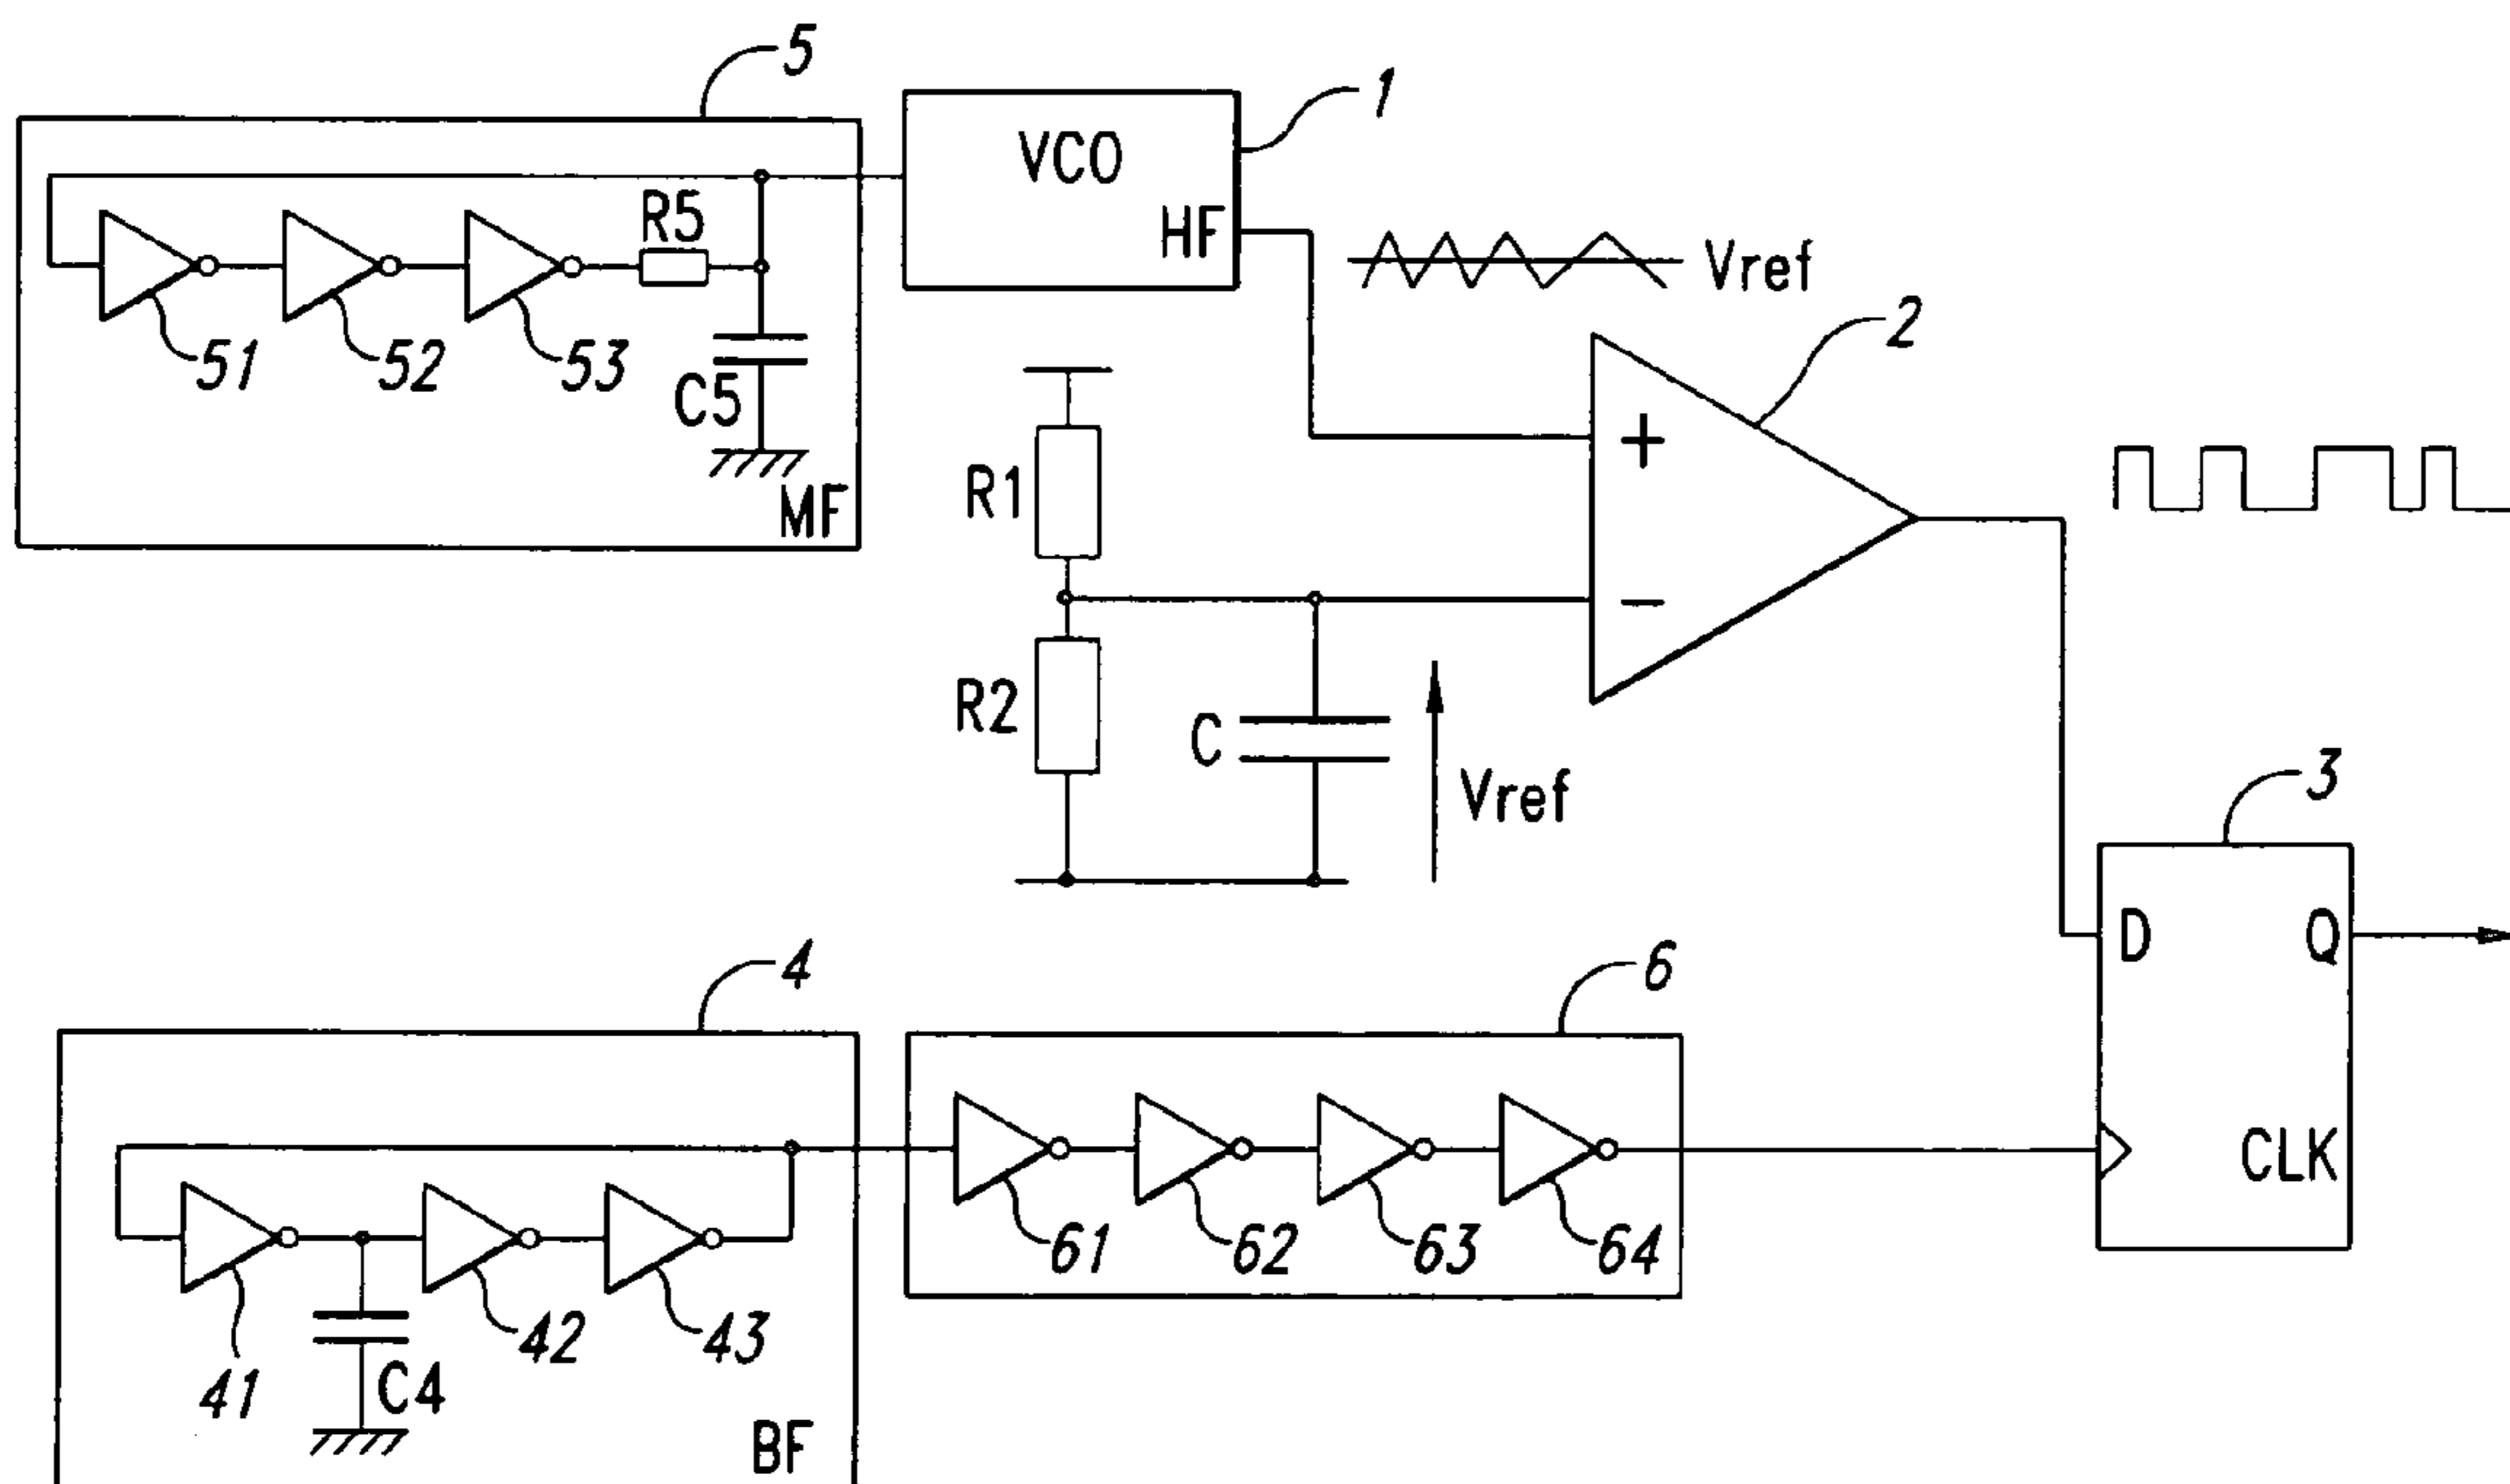 5
1
VCO
HF
R5
51
52
53
C5
MF
Vref
2
+
−
R1
R2
C
Vref
3
D
Q
CLK
4
6
61
62
63
64
41
42
43
C4
BF